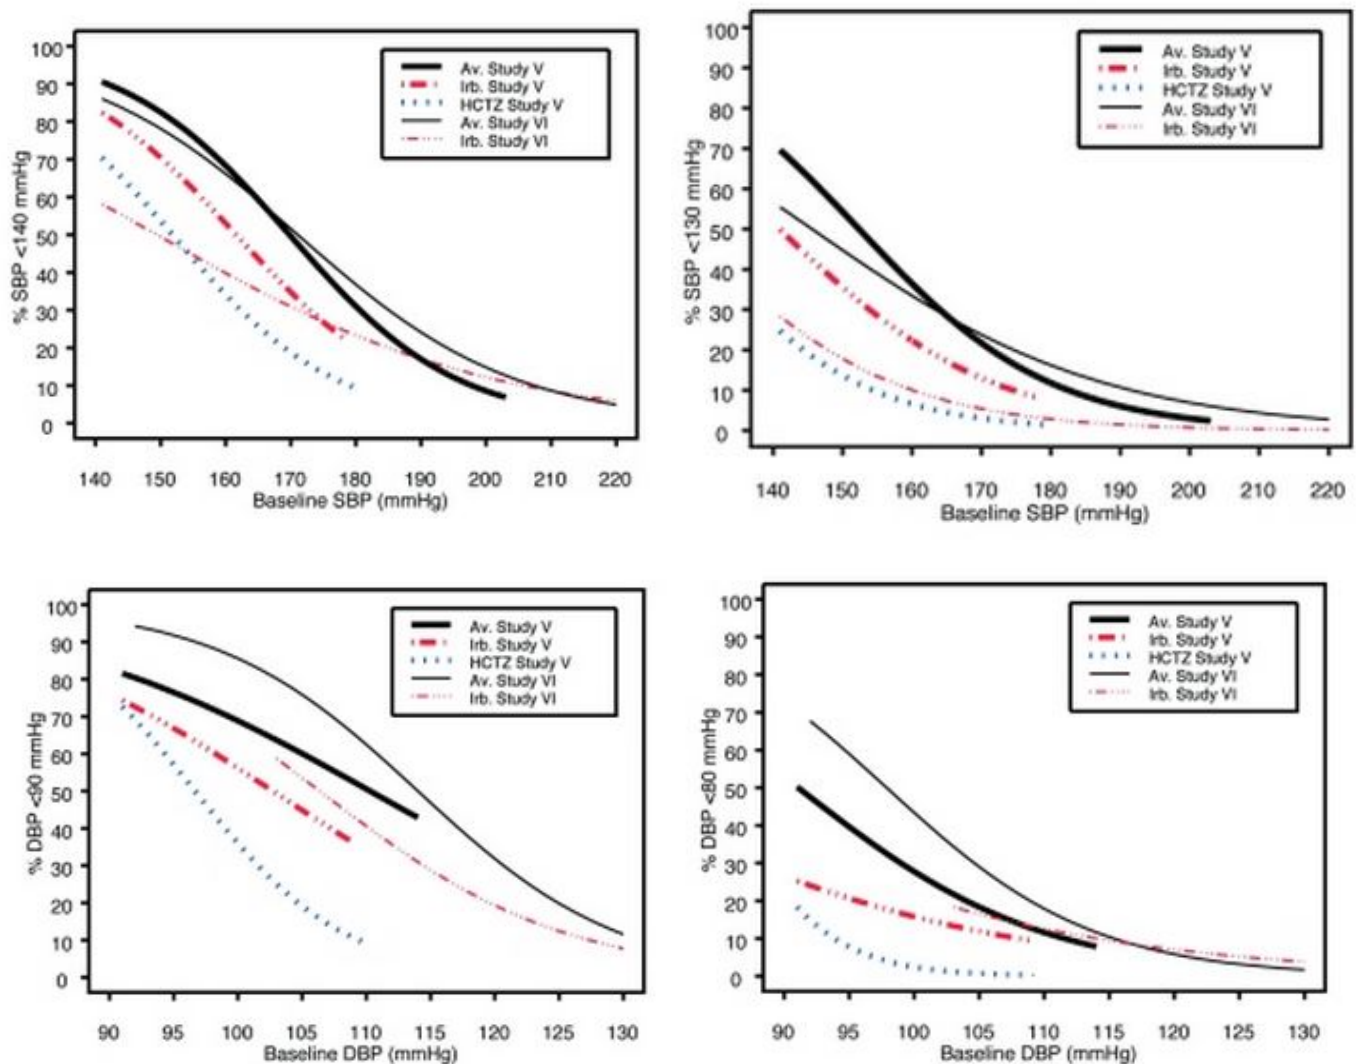 % SBP <140 mmHg
100
90
80
70
60
50
40
30
20
10
0
Av. Study V
Irb. Study V
HCTZ Study V
Av. Study VI
Irb. Study VI
140 150 160 170 180 190 200 210 220
Baseline SBP (mmHg)
% SBP <130 mmHg
100
90
80
70
60
50
40
30
20
10
0
Av. Study V
Irb. Study V
HCTZ Study V
Av. Study VI
Irb. Study VI
140 150 160 170 180 190 200 210 220
Baseline SBP (mmHg)
% DBP <90 mmHg
100
90
80
70
60
50
40
30
20
10
0
Av. Study V
Irb. Study V
HCTZ Study V
Av. Study VI
Irb. Study VI
90 95 100 105 110 115 120 125 130
Baseline DBP (mmHg)
% DBP <80 mmHg
100
90
80
70
60
50
40
30
20
10
0
Av. Study V
Irb. Study V
HCTZ Study V
Av. Study VI
Irb. Study VI
90 95 100 105 110 115 120 125 130
Baseline DBP (mmHg)